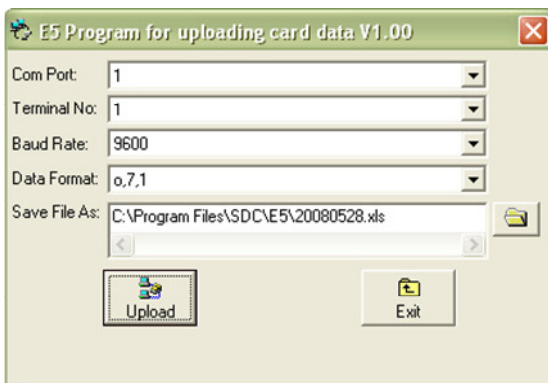 E5 Program for uploading card data V1.00
Com Port: 1
Terminal No: 1
Baud Rate: 9600
Data Format: o,7,1
Save File As: C:\Program Files\SDC\E5\20080528.xls
Upload Exit